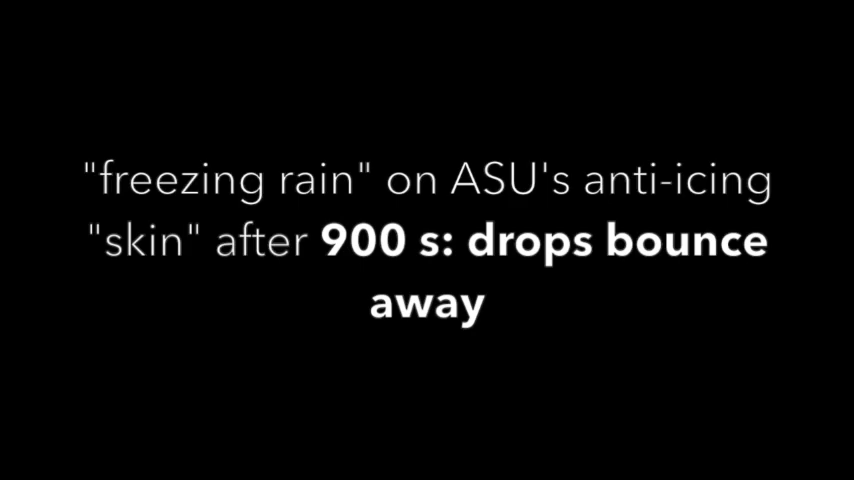 "freezing rain" on ASU's anti-icing
"skin" after 900 s: drops bounce
away